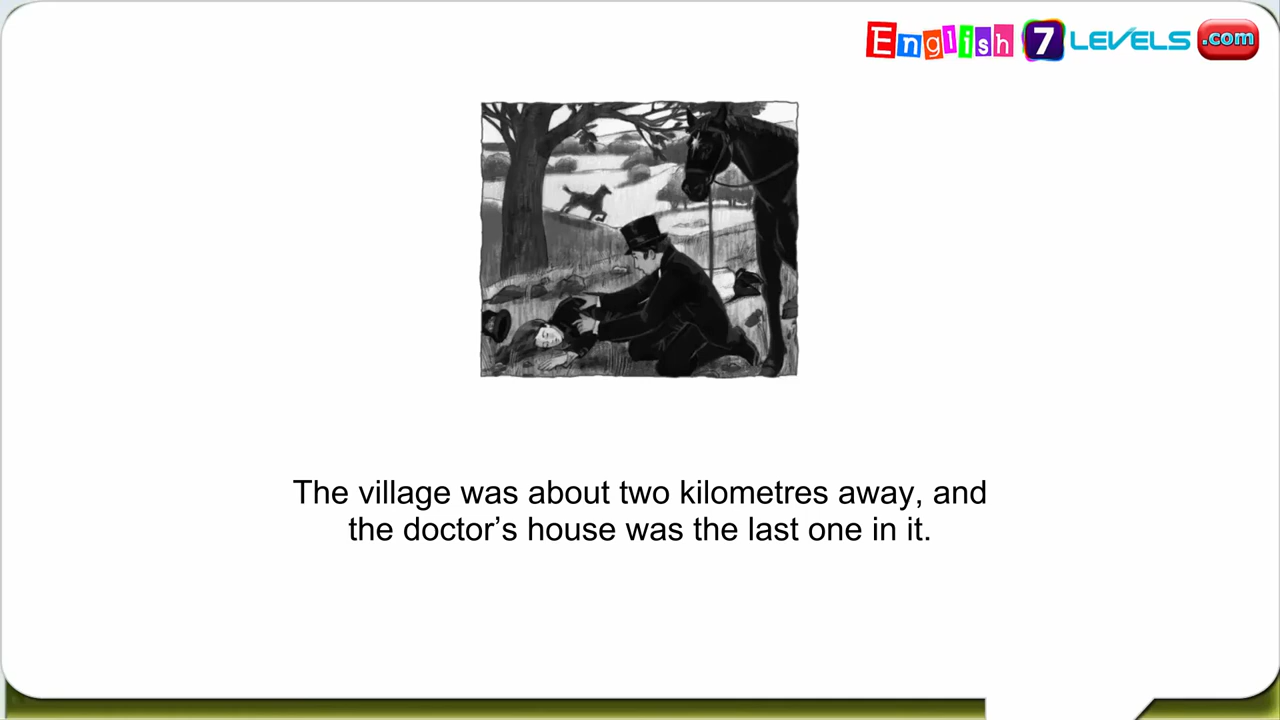 English 7 LEVELS .com
The village was about two kilometres away, and
the doctor’s house was the last one in it.